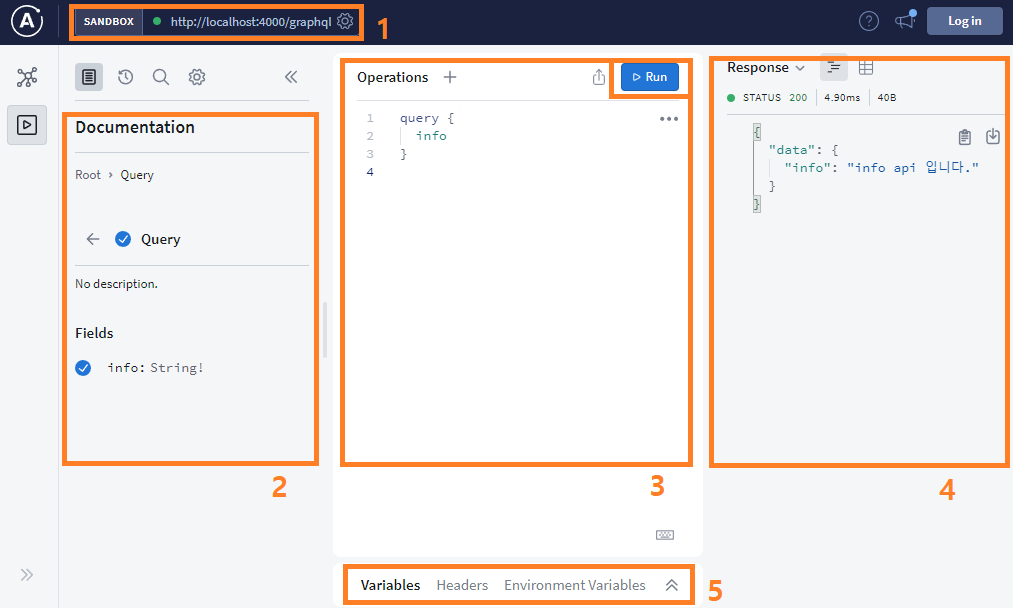 A
SANDBOX
http://localhost:4000/graphql
1
?
Log in
Documentation
Root › Query
Query
No description.
Fields
info: String!
2
Operations
Run
1 query {
2 info
3 }
4
3
Response
STATUS 200
4.90ms
40B
{
"data": {
"info": "info api 입니다."
}
}
4
Variables
Headers
Environment Variables
5